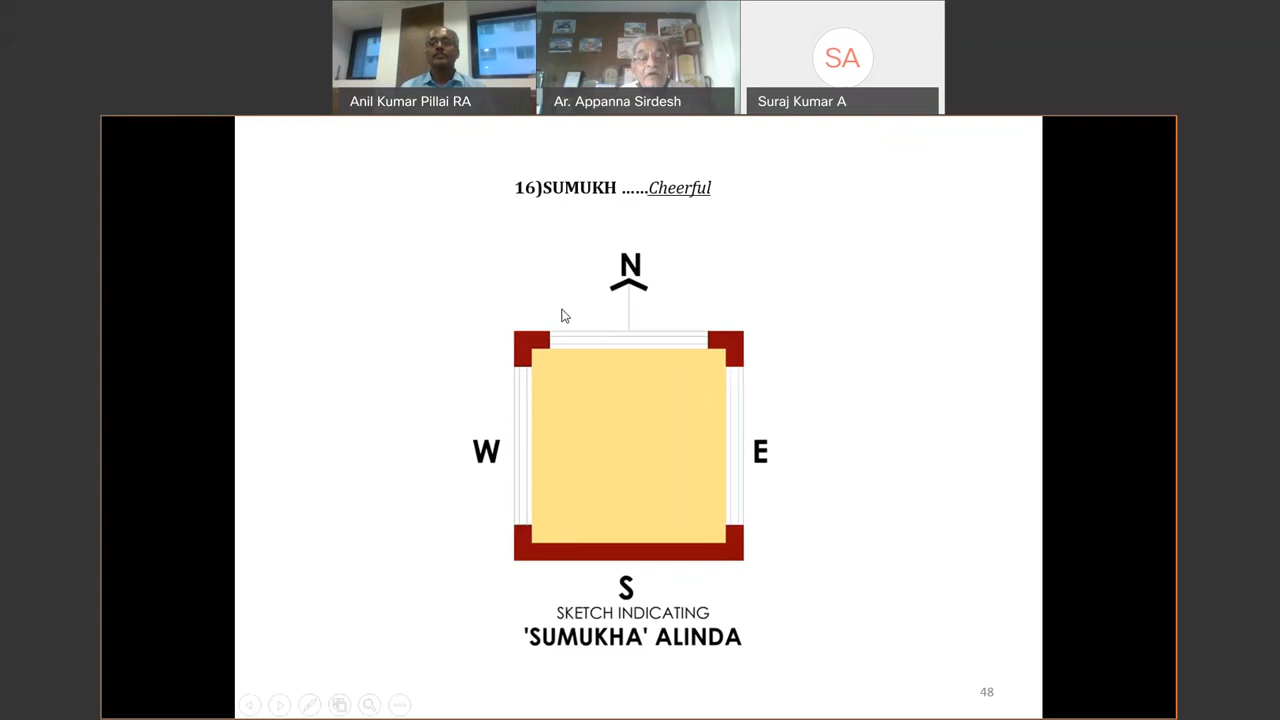 Anil Kumar Pillai RA
Ar. Appanna Sirdesh
SA
Suraj Kumar A
16)SUMUKH ......Cheerful
N
W
E
S
SKETCH INDICATING
'SUMUKHA' ALINDA
48